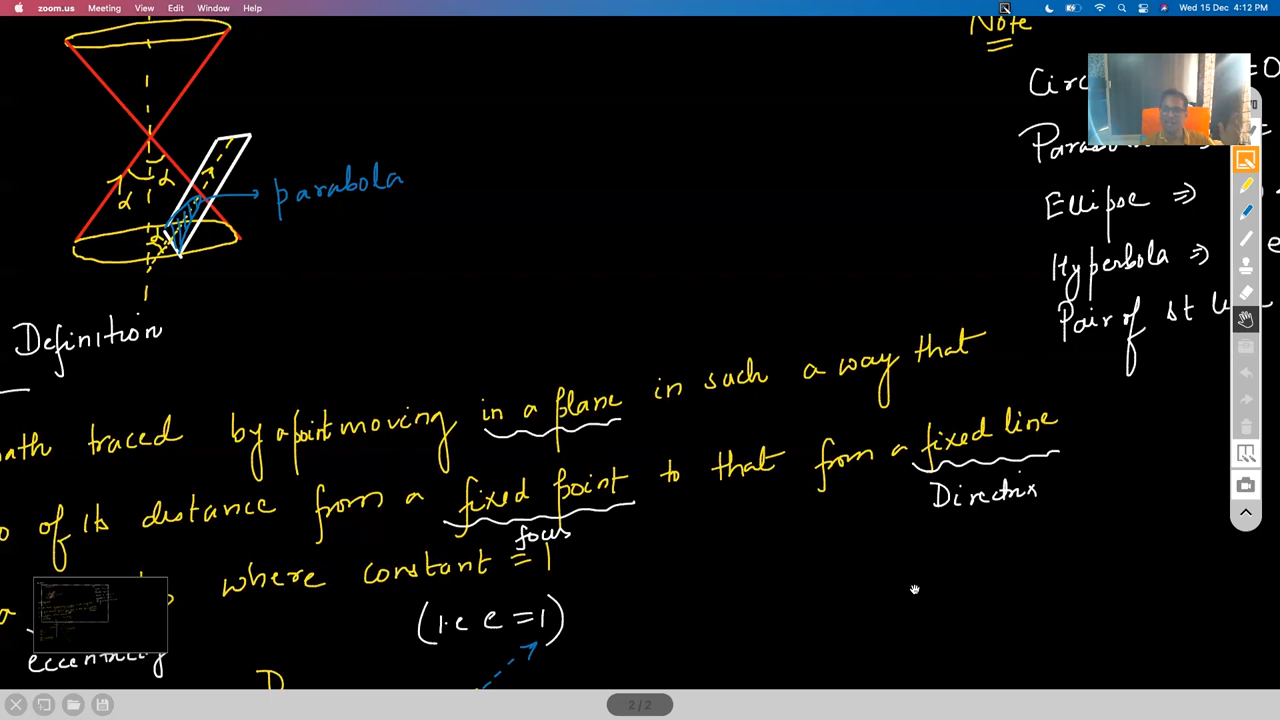 zoom.us Meeting View Edit Window Help Wed 15 Dec 4:12 PM
Note
=0
parabola
α α
Ellipse ⇒
Hyperbola ⇒ e
Pair of st
Definition
path traced by a point moving in a plane in such a way that
of its distance from a fixed point to that from a fixed line
focus Directrix
a where constant = 1
(i.e e = 1)
eccentricity
D
2 / 2